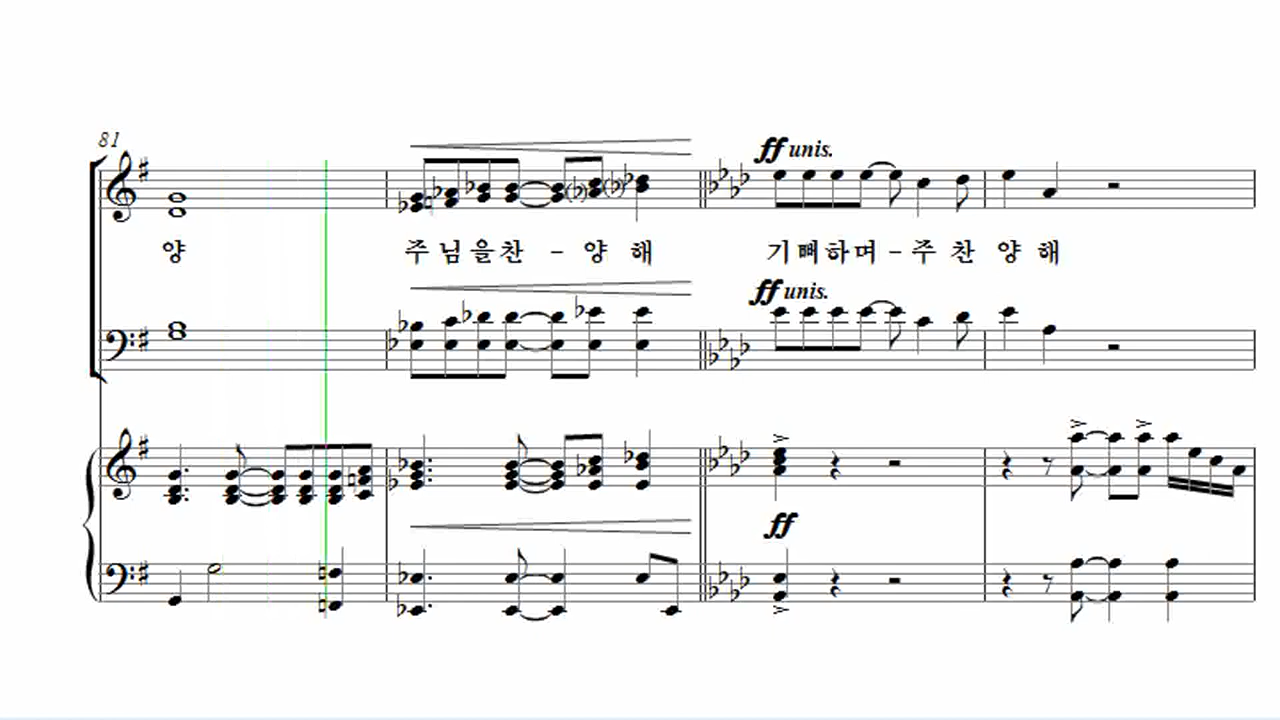 81
ff unis.
양 주 님 을 찬 - 양 해 기 뻐 하 며 - 주 찬 양 해
ff unis.
ff